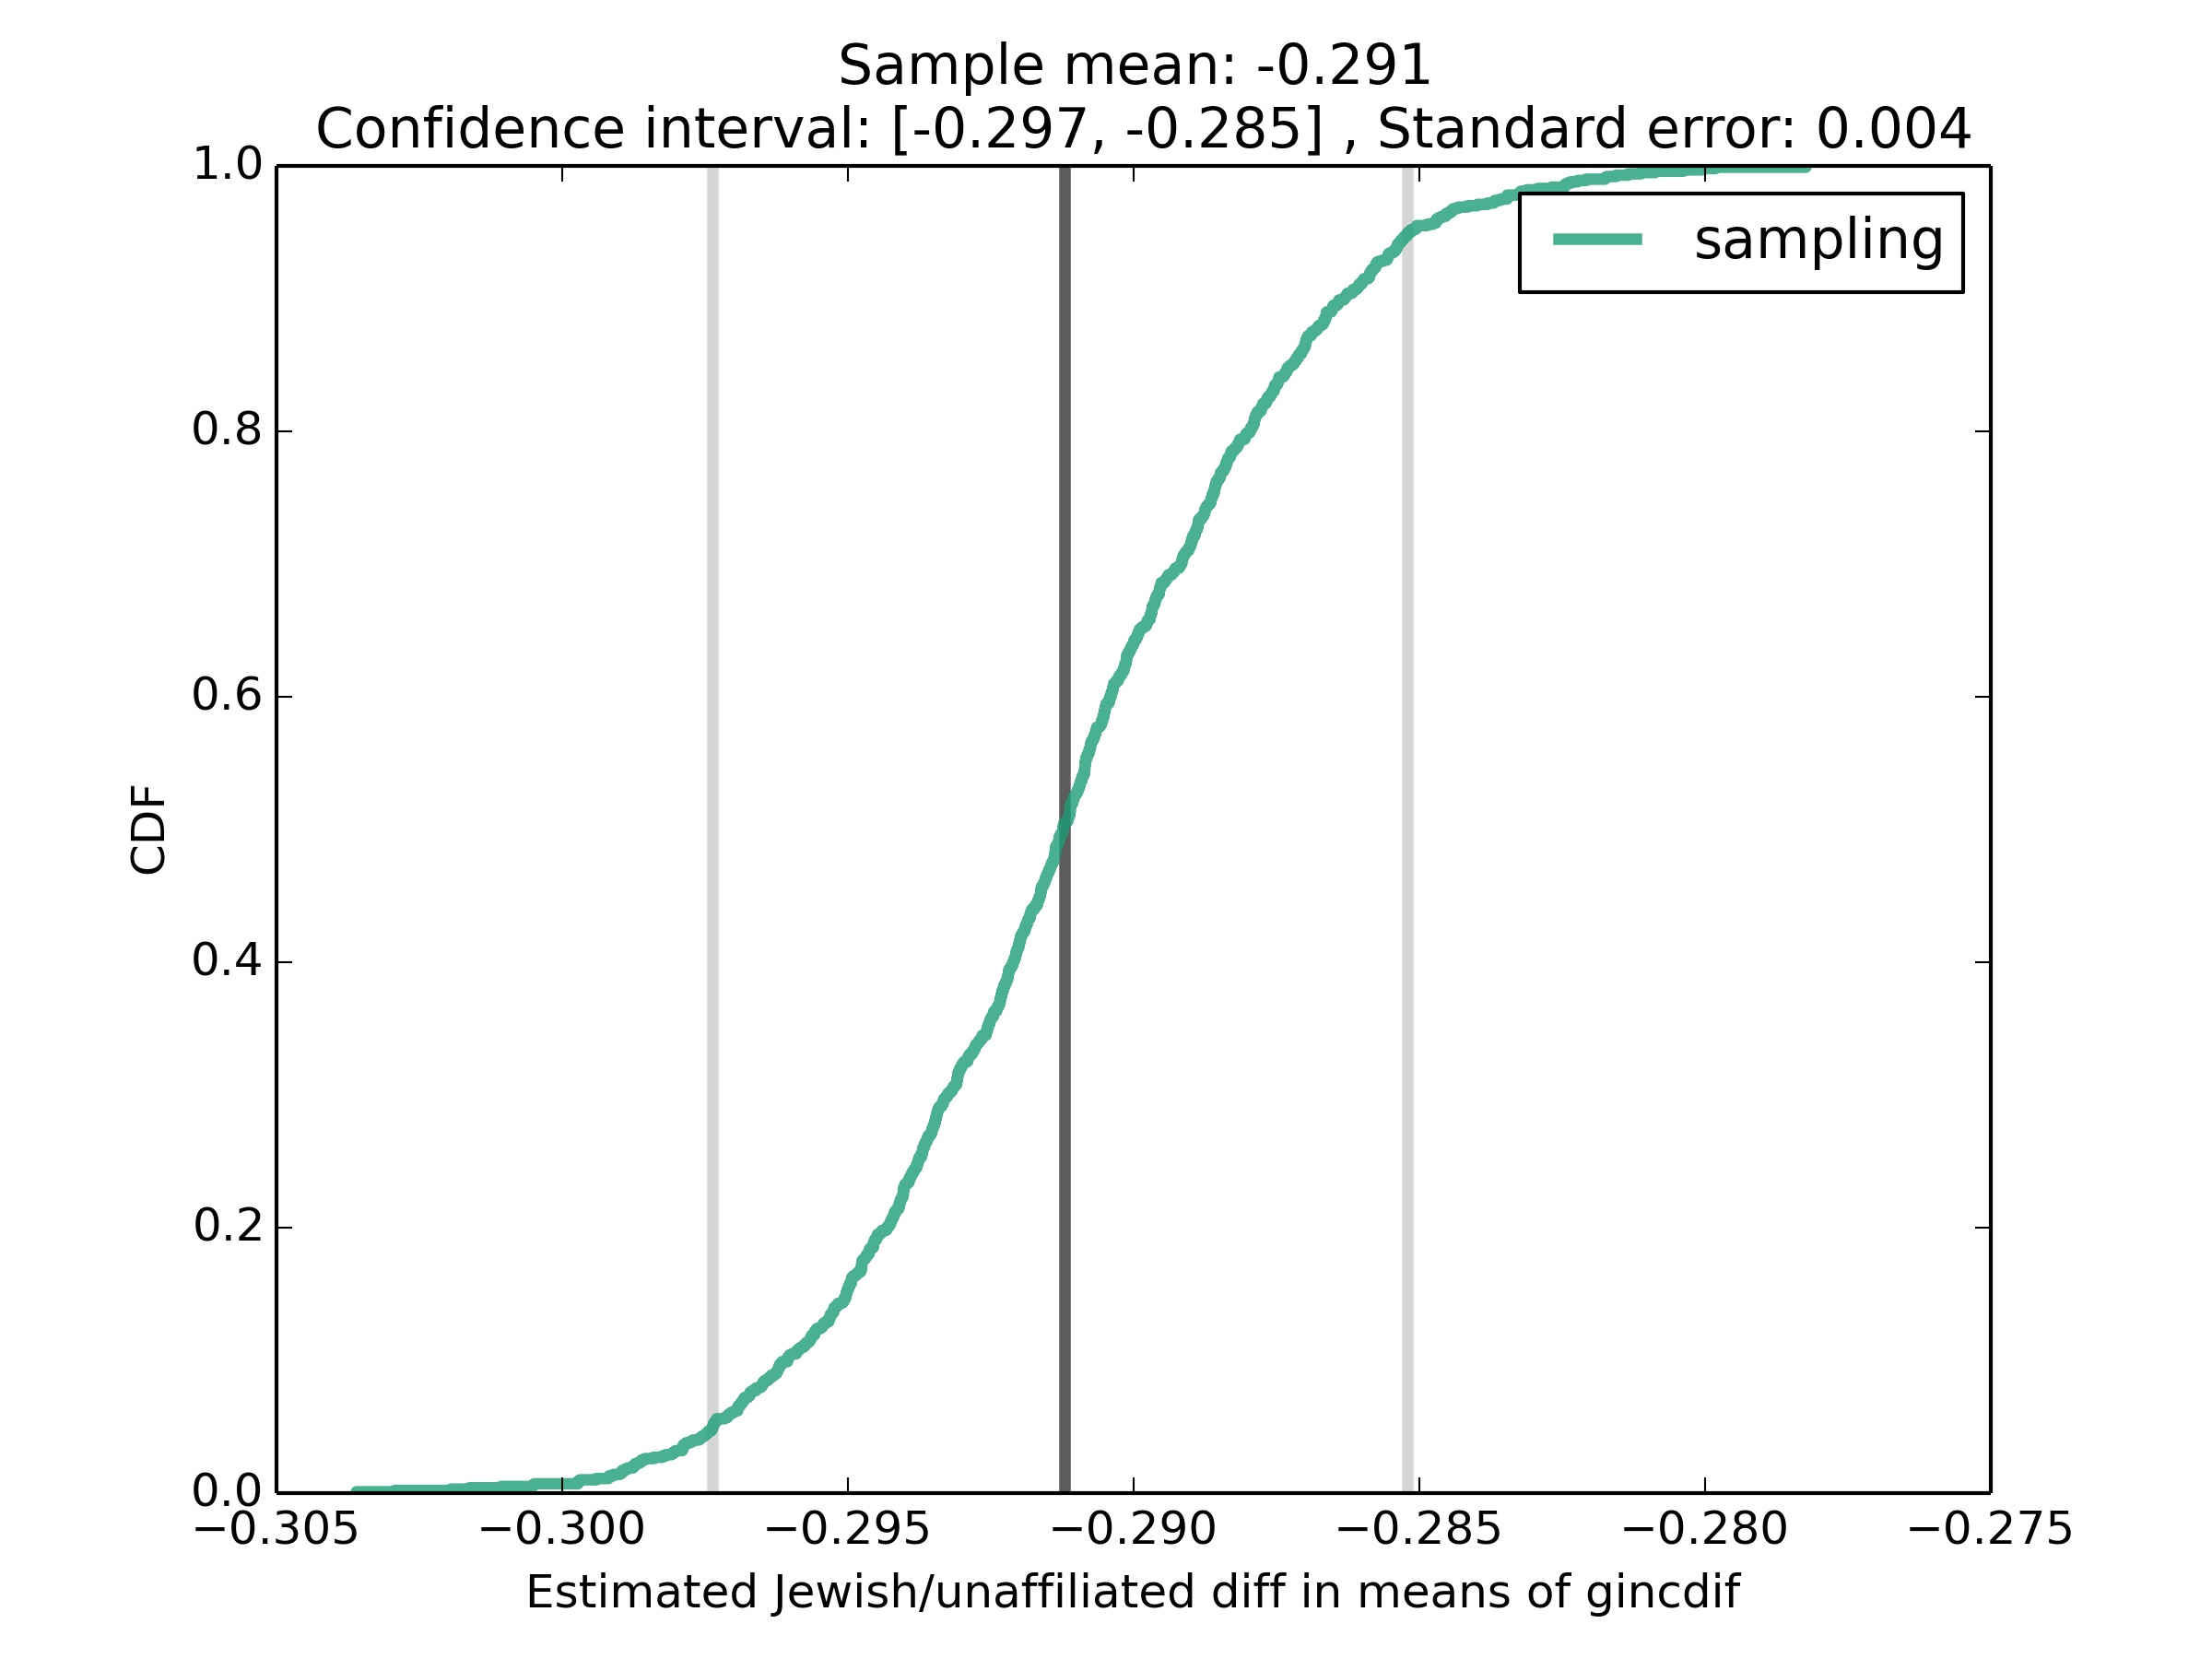 Sample mean: -0.291
Confidence interval: [-0.297, -0.285] , Standard error: 0.004
sampling
1.0
0.8
0.6
0.4
0.2
0.0
CDF
−0.305 −0.300 −0.295 −0.290 −0.285 −0.280 −0.275
Estimated Jewish/unaffiliated diff in means of gincdif